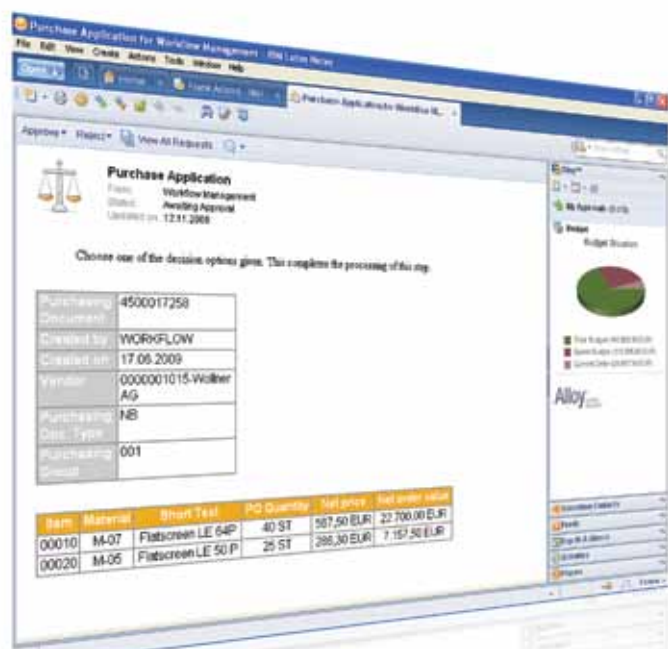 Purchase Application for Workflow Management - IBM Lotus Notes
File Edit View Create Actions Tools Window Help
Open
Home
Purchase Application for Workflow M...
Approve Reject View All Requests
Purchase Application
From: Workflow Management
Status: Awaiting Approval
Updated on: 12.11.2008
Choose one of the decision options given. This completes the processing of this step.
Purchasing Document 4500017258
Created by WORKFLOW
Created on 17.06.2009
Vendor 0000001015-Wollner AG
Purchasing Doc. Type NB
Purchasing Group 001
Item Material Short Text PO Quantity Net price Net order value
00010 M-07 Flatscreen LE 64P 40 ST 567,50 EUR 22.700,00 EUR
00020 M-05 Flatscreen LE 50 P 25 ST 286,30 EUR 7.157,50 EUR
My Approvals
Budget
Budget Situation
Alloy